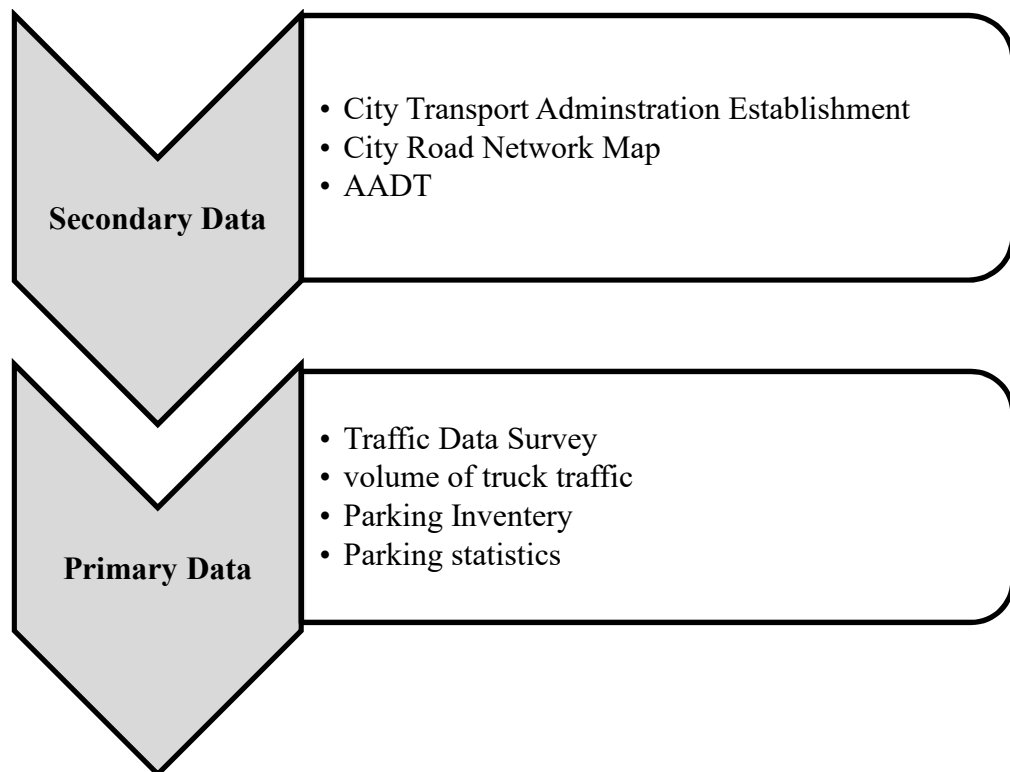 Secondary Data
• City Transport Adminstration Establishment
• City Road Network Map
• AADT
Primary Data
• Traffic Data Survey
• volume of truck traffic
• Parking Inventery
• Parking statistics